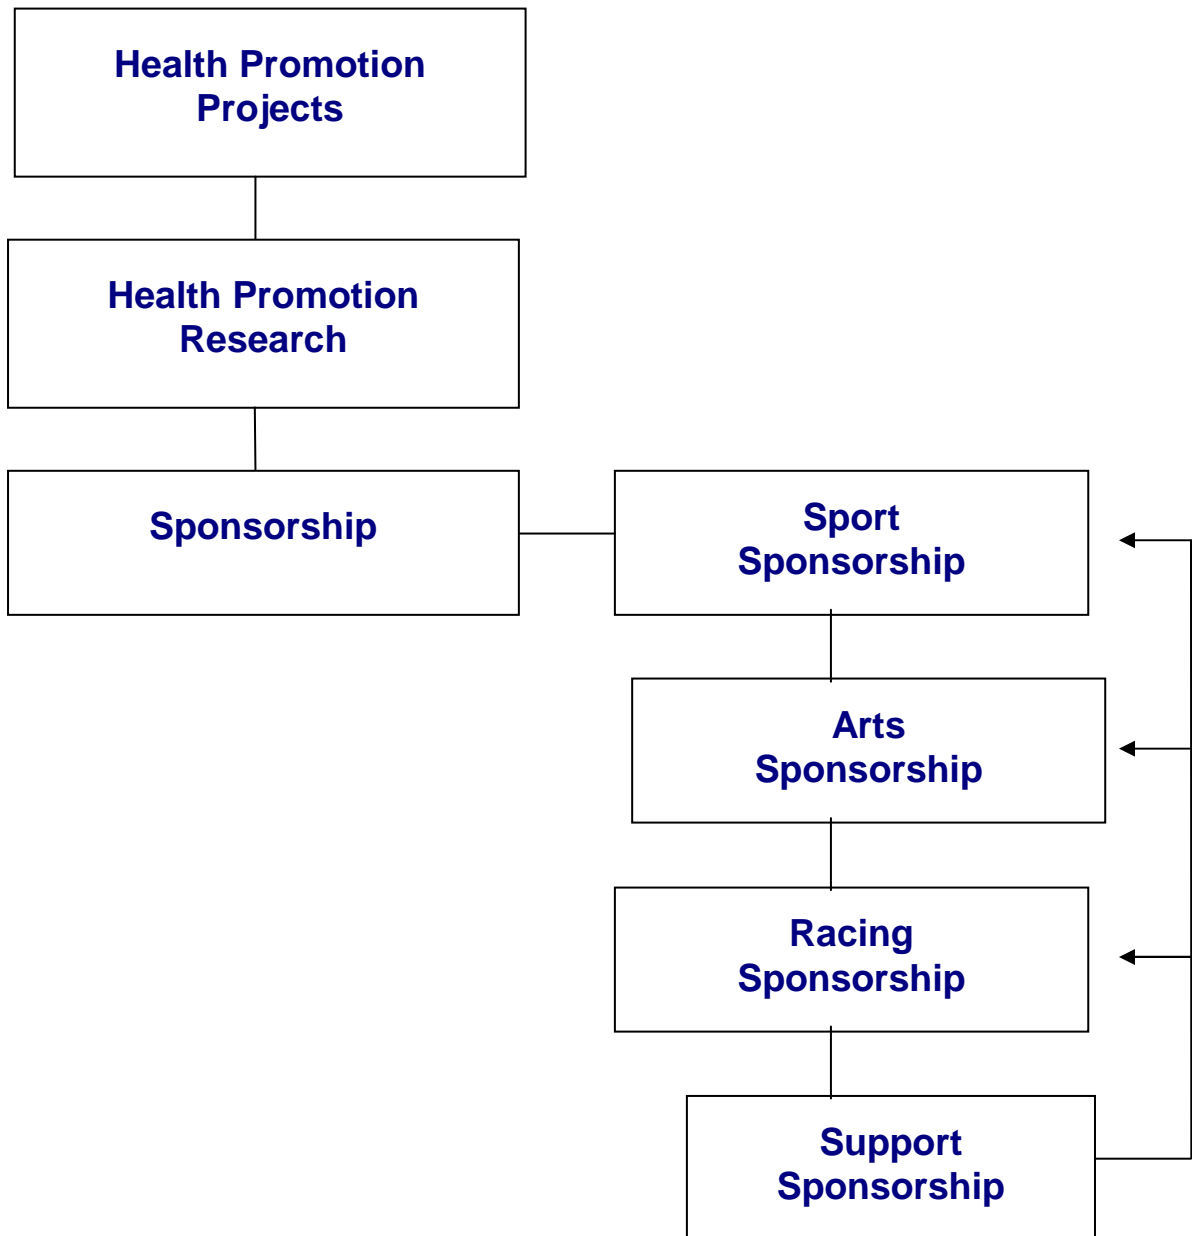 Health Promotion
Projects
Health Promotion
Research
Sponsorship
Sport
Sponsorship
Arts
Sponsorship
Racing
Sponsorship
Support
Sponsorship